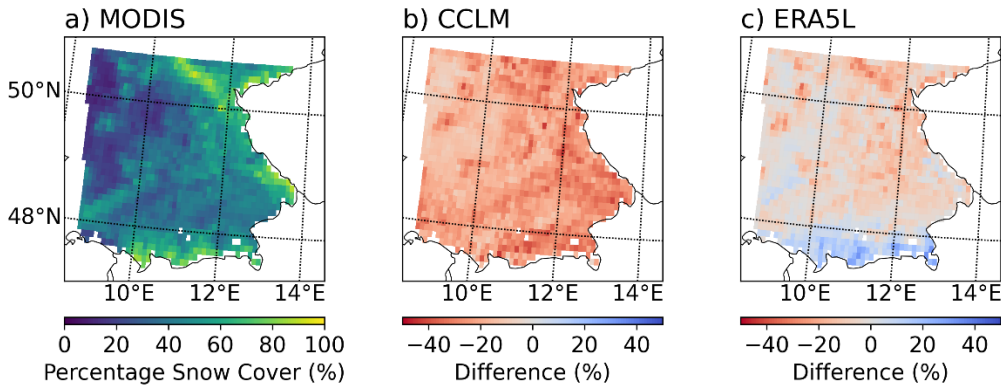 a) MODIS
b) CCLM
c) ERA5L
50°N
48°N
10°E 12°E 14°E
10°E 12°E 14°E
10°E 12°E 14°E
0 20 40 60 80 100
Percentage Snow Cover (%)
−40 −20 0 20 40
Difference (%)
−40 −20 0 20 40
Difference (%)